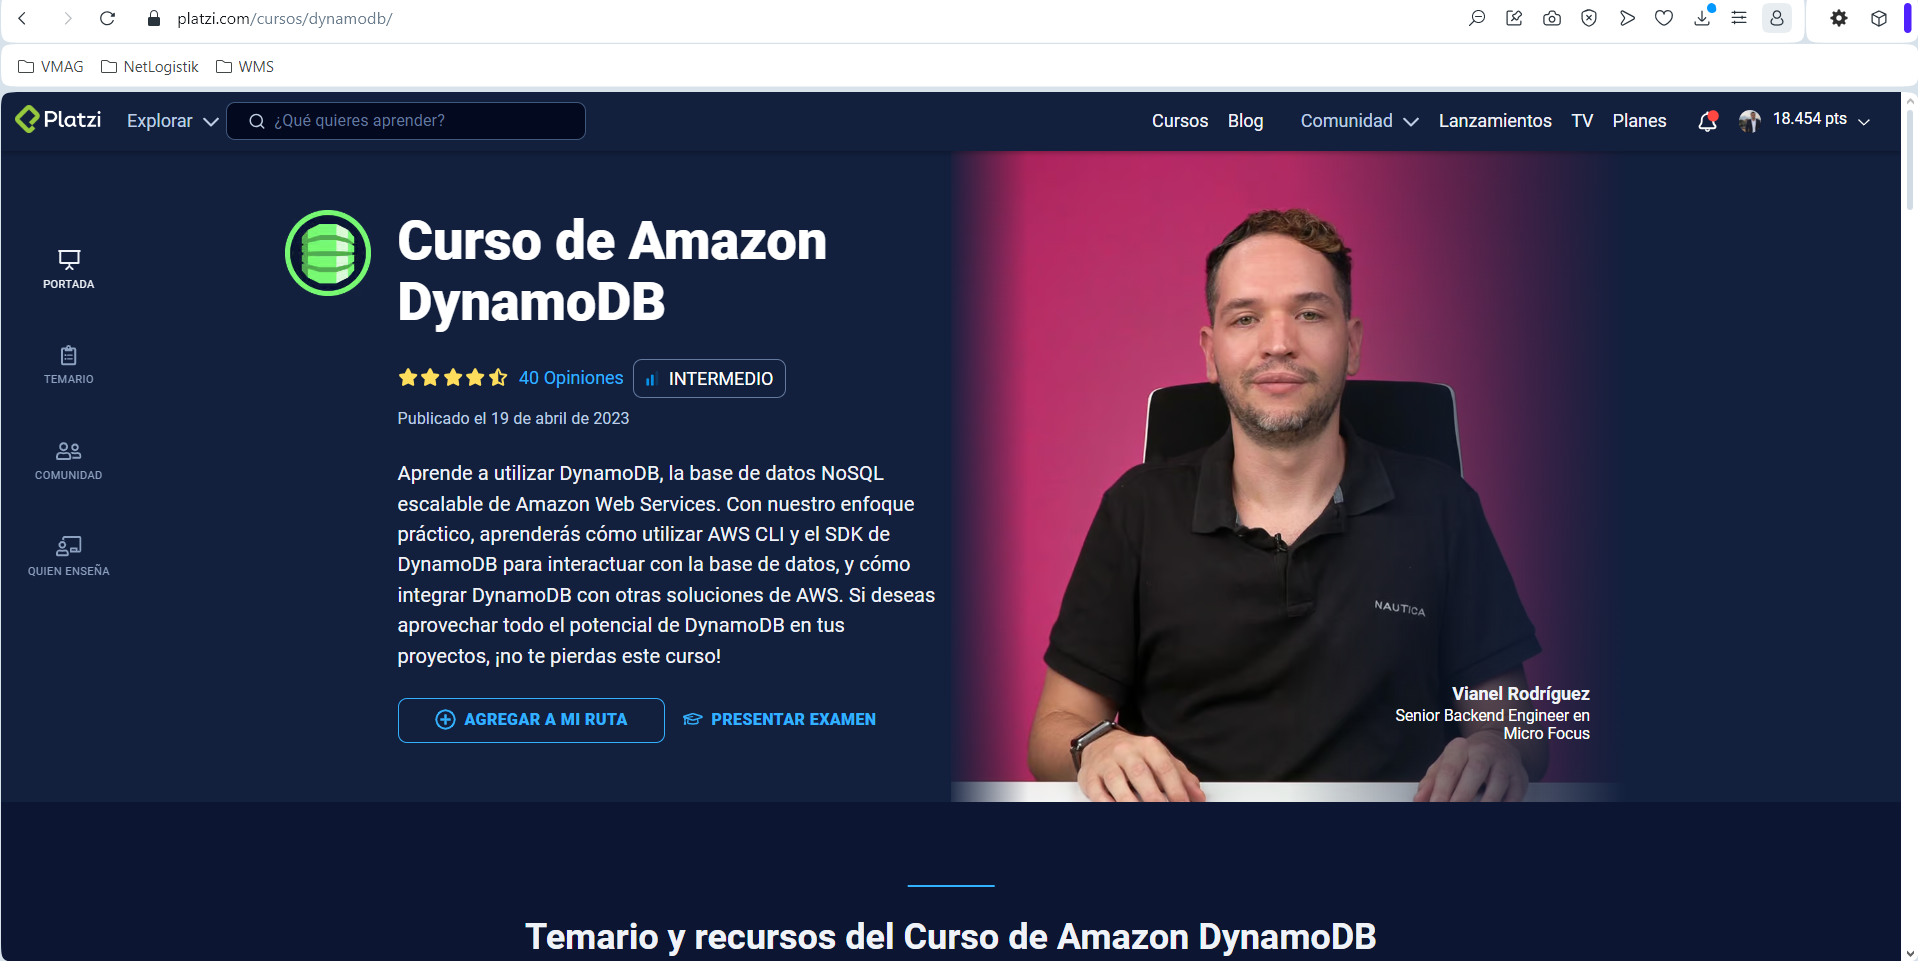 platzi.com/cursos/dynamodb/
VMAG NetLogistik WMS
Platzi Explorar ¿Qué quieres aprender? Cursos Blog Comunidad Lanzamientos TV Planes 18.454 pts
PORTADA
TEMARIO
COMUNIDAD
QUIEN ENSEÑA
Curso de Amazon
DynamoDB
40 Opiniones INTERMEDIO
Publicado el 19 de abril de 2023
Aprende a utilizar DynamoDB, la base de datos NoSQL
escalable de Amazon Web Services. Con nuestro enfoque
práctico, aprenderás cómo utilizar AWS CLI y el SDK de
DynamoDB para interactuar con la base de datos, y cómo
integrar DynamoDB con otras soluciones de AWS. Si deseas
aprovechar todo el potencial de DynamoDB en tus
proyectos, ¡no te pierdas este curso!
AGREGAR A MI RUTA PRESENTAR EXAMEN
NAUTICA
Vianel Rodríguez
Senior Backend Engineer en
Micro Focus
Temario y recursos del Curso de Amazon DynamoDB